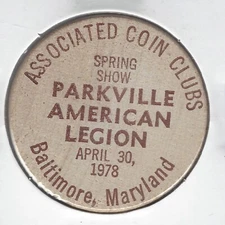 ASSOCIATED COIN CLUBS
SPRING
SHOW
PARKVILLE
AMERICAN
LEGION
APRIL 30,
1978
Baltimore, Maryland